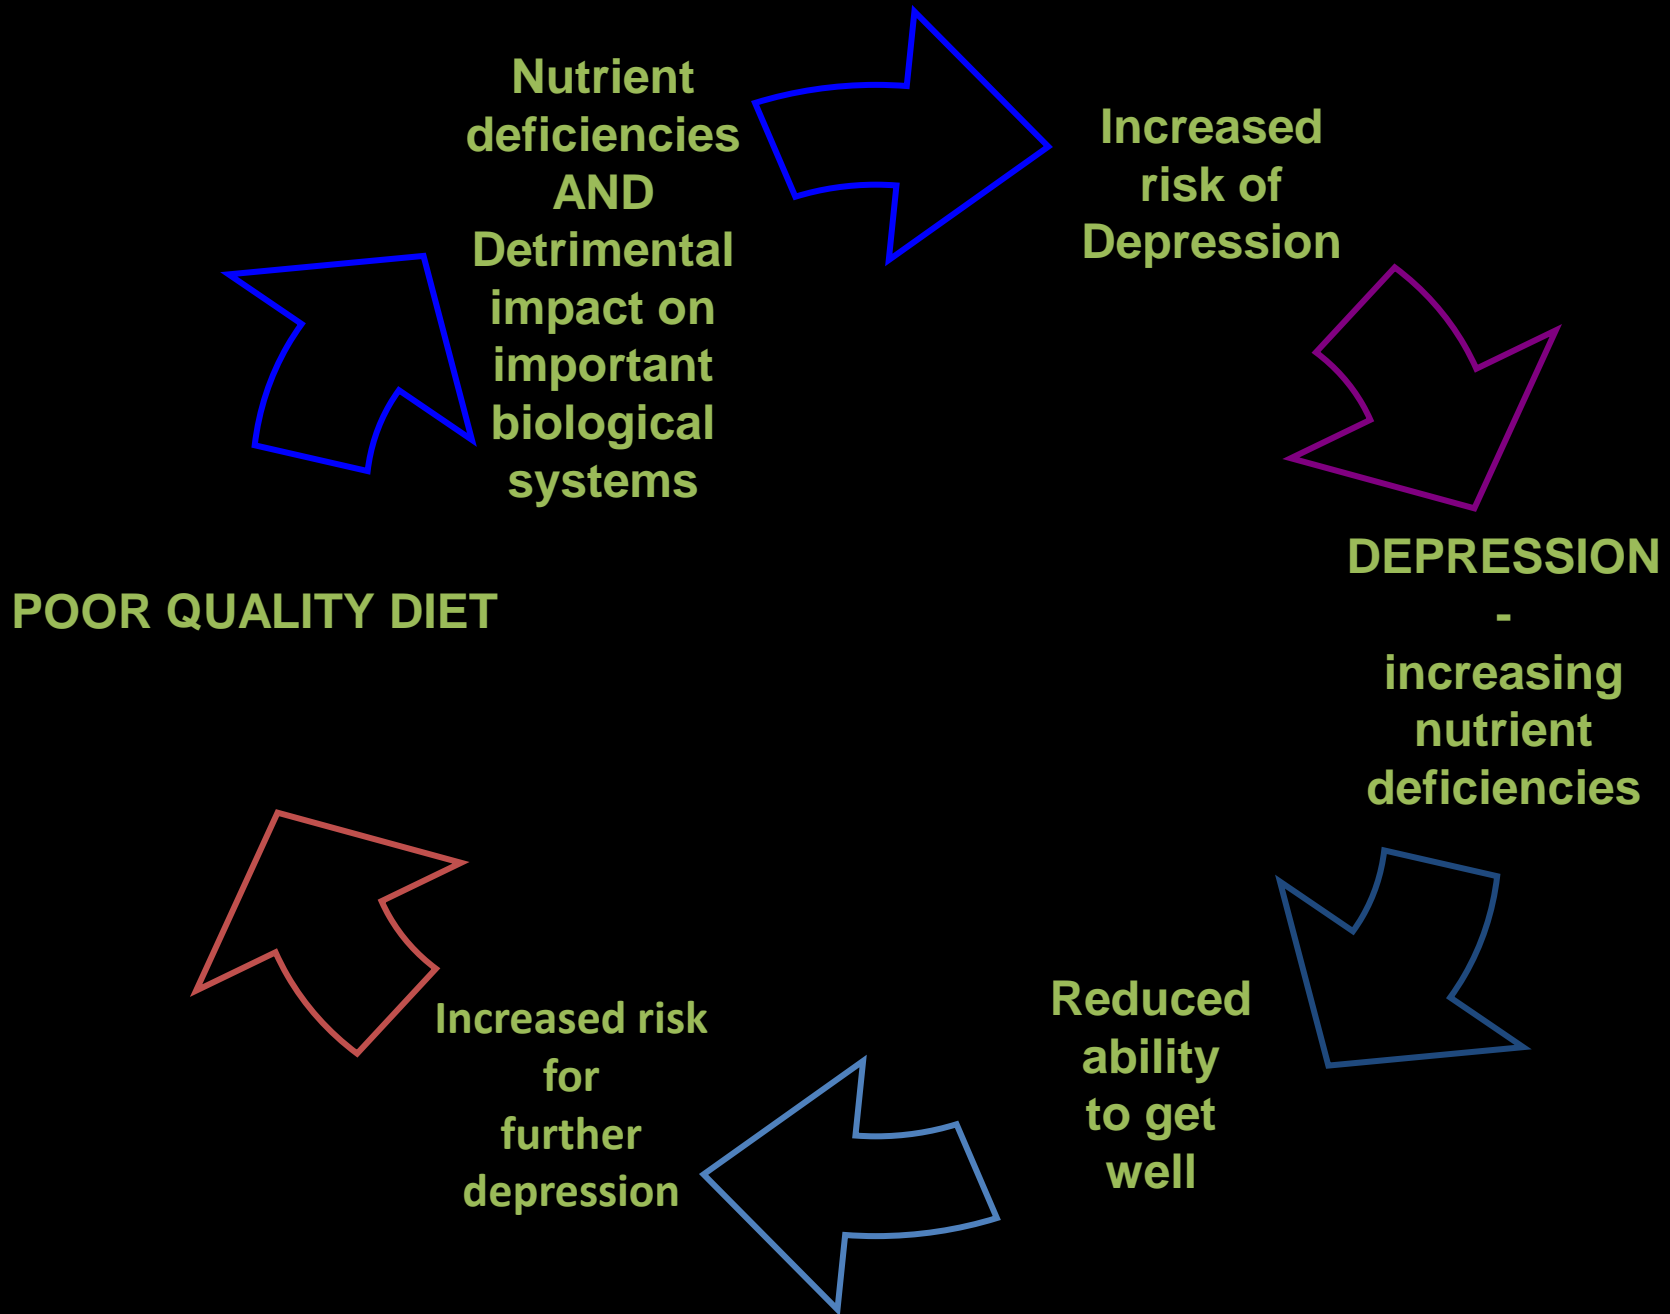 Nutrient
deficiencies
AND
Detrimental
impact on
important
biological
systems
Increased
risk of
Depression
DEPRESSION
-
increasing
nutrient
deficiencies
Reduced
ability
to get
well
Increased risk
for
further
depression
POOR QUALITY DIET